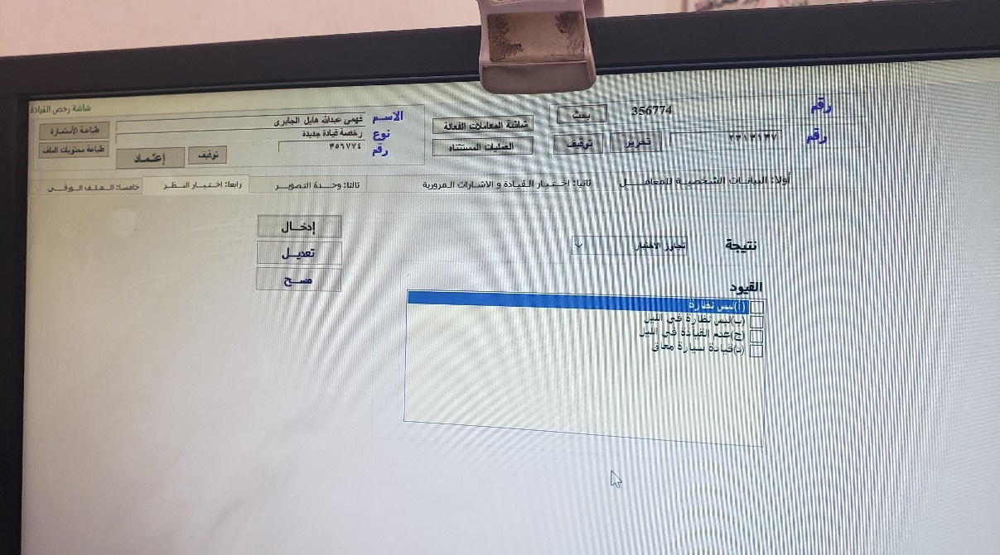 شاشة رخص القيادة
رقم
356774
بحث
شاشة المعاملات الفعالة
الاسم
فهمي عبدالله هايل الجابري
طباعة الأستمارة
رقم
٢٣١٣١٣٧
تحرير
توقيف
العمليات المستثناه
نوع
رخصة قيادة جديدة
رقم
٣٥٦٧٧٤
توقيف
إعتماد
طباعة محتويات الملف
أولا: البيانات الشخصية للمعامل
ثانيا: اختبار القيادة و الاشارات المرورية
ثالثا: وحدة التصوير
رابعا: اختبار النظر
خامسا: الملف الورقي
نتيجة
تجاوز الاختبار
إدخال
تعديل
مسح
القيود
(أ)لبس نظارة
(ب)لبس نظارة في الليل
(ج)عدم القيادة في الليل
(د)قيادة سيارة معاق